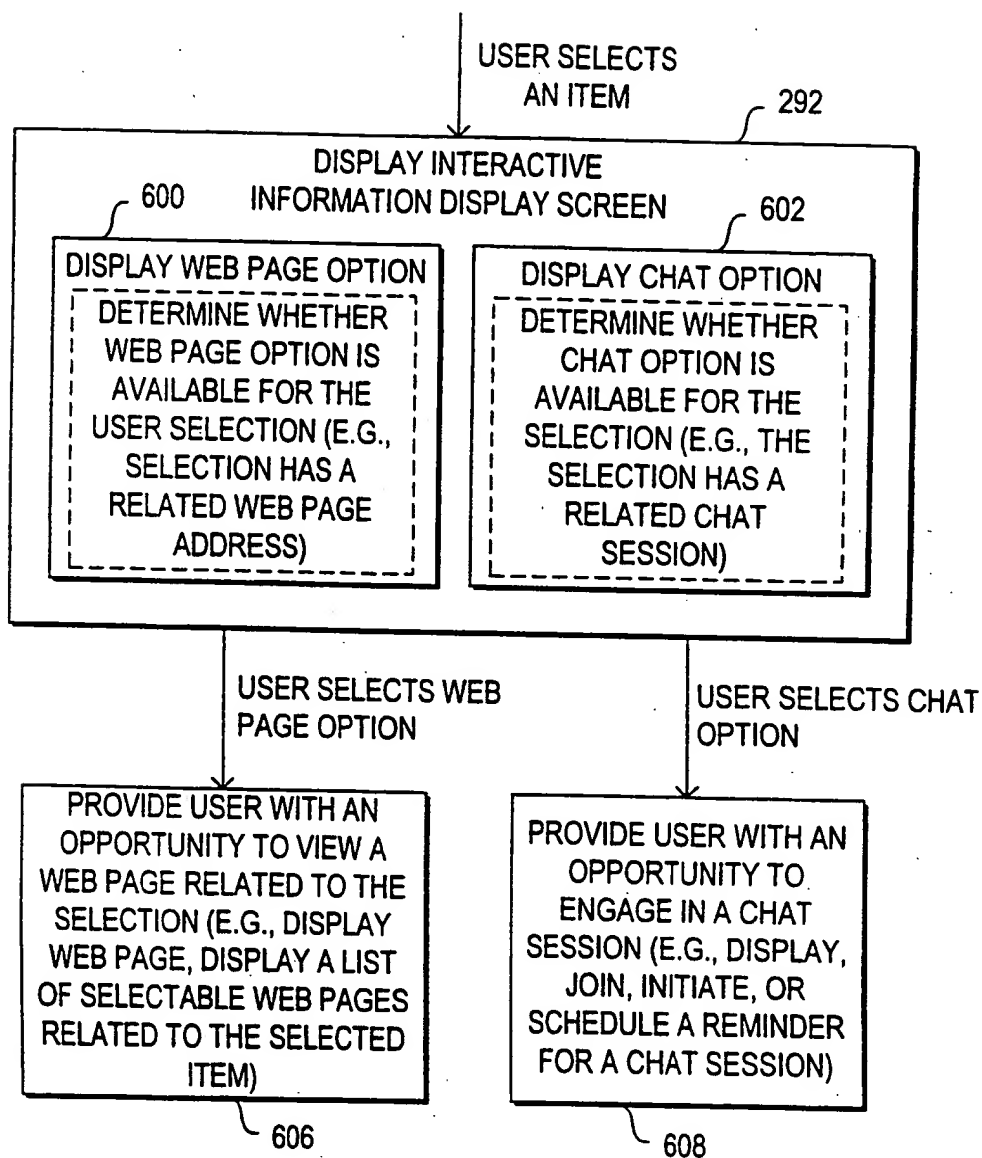 USER SELECTS
AN ITEM
292
DISPLAY INTERACTIVE
INFORMATION DISPLAY SCREEN
600
602
DISPLAY WEB PAGE OPTION
DETERMINE WHETHER
WEB PAGE OPTION IS
AVAILABLE FOR THE
USER SELECTION (E.G.,
SELECTION HAS A
RELATED WEB PAGE
ADDRESS)
DISPLAY CHAT OPTION
DETERMINE WHETHER
CHAT OPTION IS
AVAILABLE FOR THE
SELECTION (E.G., THE
SELECTION HAS A
RELATED CHAT
SESSION)
USER SELECTS WEB
PAGE OPTION
USER SELECTS CHAT
OPTION
PROVIDE USER WITH AN
OPPORTUNITY TO VIEW A
WEB PAGE RELATED TO THE
SELECTION (E.G., DISPLAY
WEB PAGE, DISPLAY A LIST
OF SELECTABLE WEB PAGES
RELATED TO THE SELECTED
ITEM)
606
PROVIDE USER WITH AN
OPPORTUNITY TO
ENGAGE IN A CHAT
SESSION (E.G., DISPLAY,
JOIN, INITIATE, OR
SCHEDULE A REMINDER
FOR A CHAT SESSION)
608